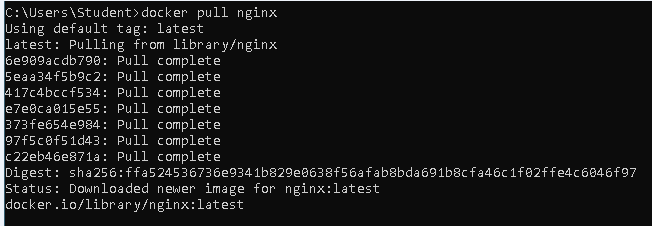 C:\Users\Student>docker pull nginx
Using default tag: latest
latest: Pulling from library/nginx
6e909acdb790: Pull complete
5eaa34f5b9c2: Pull complete
417c4bccf534: Pull complete
e7e0ca015e55: Pull complete
373fe654e984: Pull complete
97f5c0f51d43: Pull complete
c22eb46e871a: Pull complete
Digest: sha256:ffa524536736e9341b829e0638f56afab8bda691b8cfa46c1f02ffe4c6046f97
Status: Downloaded newer image for nginx:latest
docker.io/library/nginx:latest